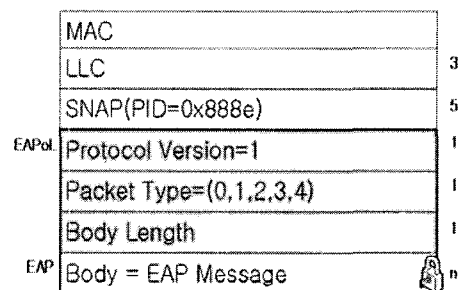 MAC
LLC 3
SNAP(PID=0x888e) 5
EAPoL Protocol Version=1 1
Packet Type=(0,1,2,3,4) 1
Body Length 1
EAP Body = EAP Message n